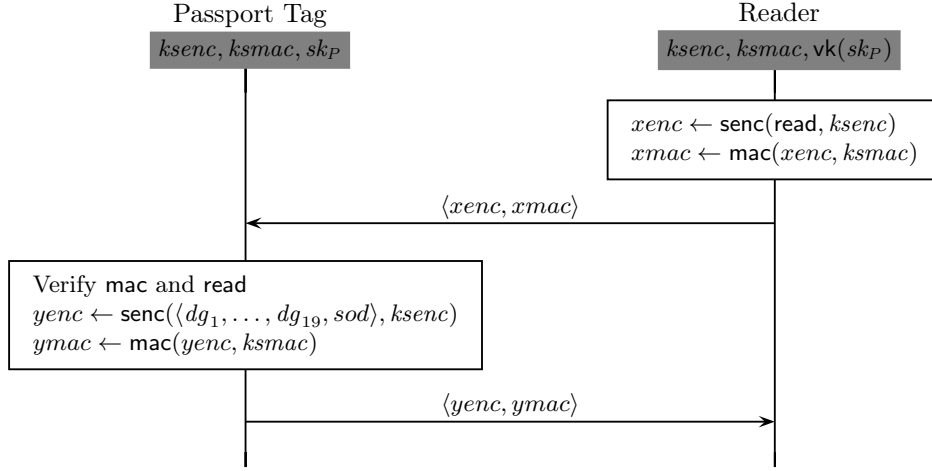 Passport Tag
Reader
ksenc, ksmac, sk_P
ksenc, ksmac, vk(sk_P)
xenc ← senc(read, ksenc)
xmac ← mac(xenc, ksmac)
⟨xenc, xmac⟩
Verify mac and read
yenc ← senc(⟨dg_1, …, dg_19, sod⟩, ksenc)
ymac ← mac(yenc, ksmac)
⟨yenc, ymac⟩